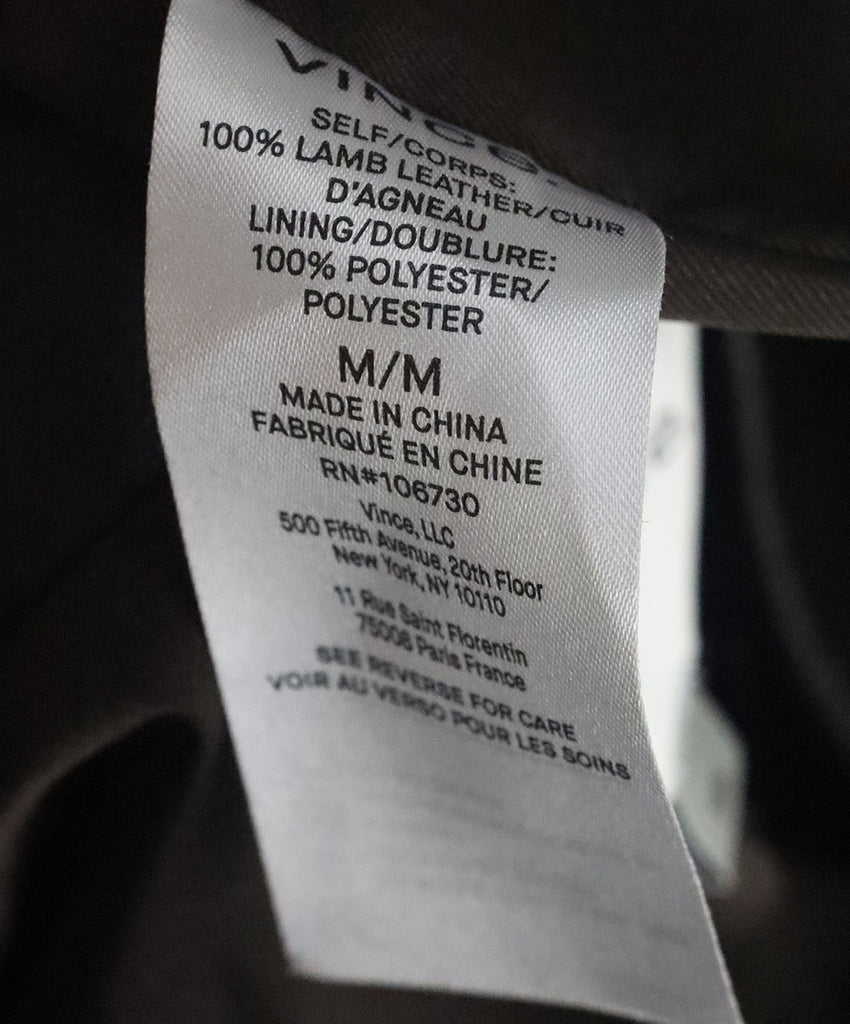 VINCE.
SELF/CORPS:
100% LAMB LEATHER/CUIR
D'AGNEAU
LINING/DOUBLURE:
100% POLYESTER/
POLYESTER
M/M
MADE IN CHINA
FABRIQUÉ EN CHINE
RN#106730
Vince, LLC
500 Fifth Avenue, 20th Floor
New York, NY 10110
11 Rue Saint Florentin
75008 Paris France
SEE REVERSE FOR CARE
VOIR AU VERSO POUR LES SOINS